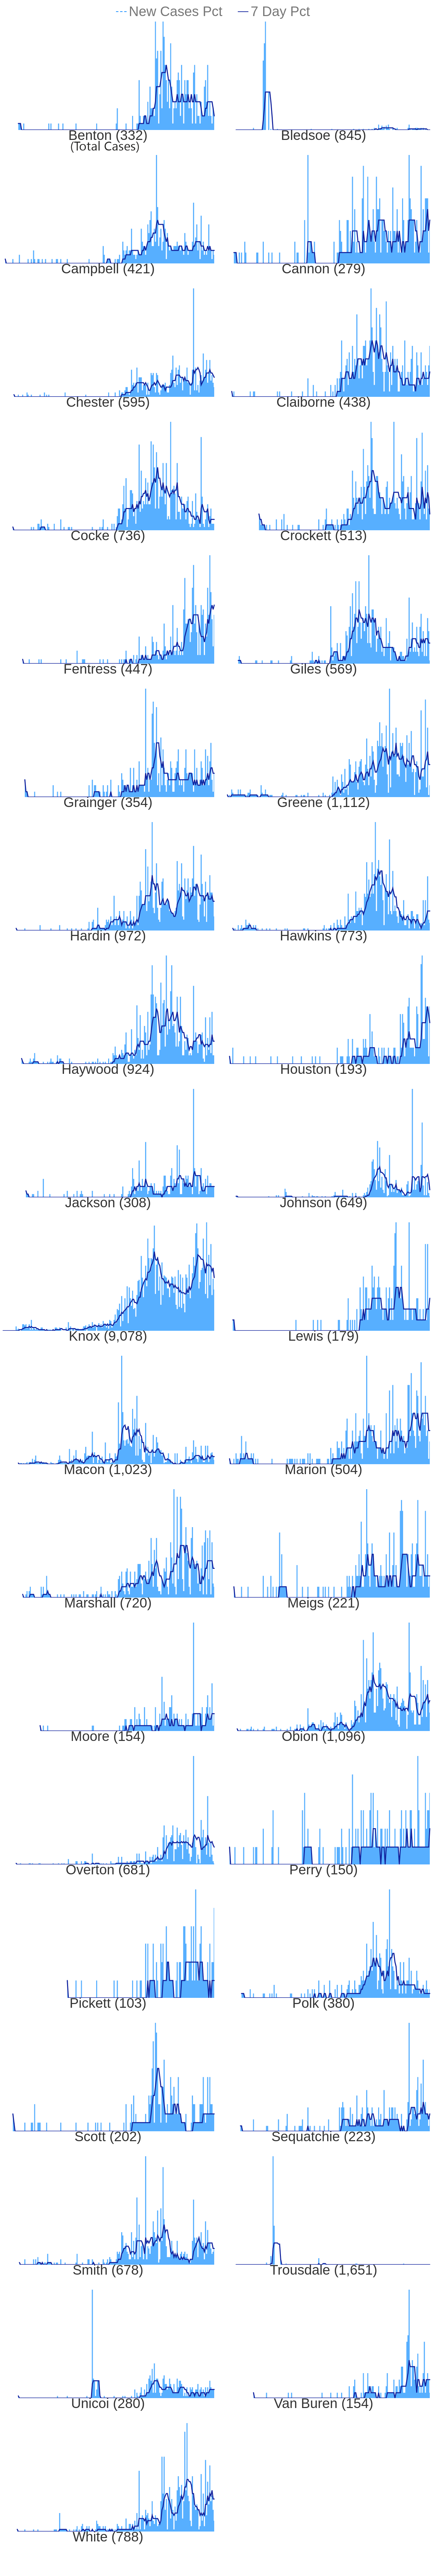 New Cases Pct 7 Day Pct
Benton (332) Bledsoe (845)
(Total Cases)
Campbell (421) Cannon (279)
Chester (595) Claiborne (438)
Cocke (736) Crockett (513)
Fentress (447) Giles (569)
Grainger (354) Greene (1,112)
Hardin (972) Hawkins (773)
Haywood (924) Houston (193)
Jackson (308) Johnson (649)
Knox (9,078) Lewis (179)
Macon (1,023) Marion (504)
Marshall (720) Meigs (221)
Moore (154) Obion (1,096)
Overton (681) Perry (150)
Pickett (103) Polk (380)
Scott (202) Sequatchie (223)
Smith (678) Trousdale (1,651)
Unicoi (280) Van Buren (154)
White (788)